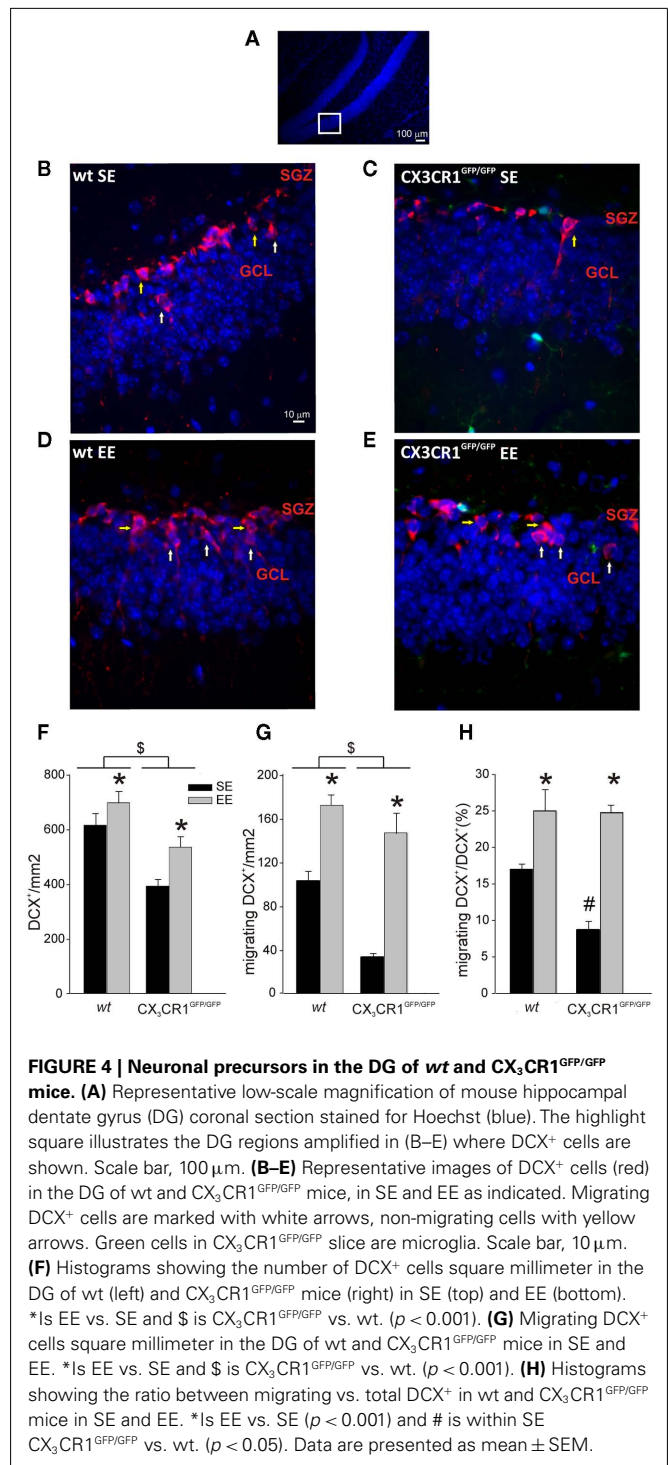 A
100 μm
B
wt SE
SGZ
GCL
10 μm
C
CX3CR1GFP/GFP SE
SGZ
GCL
D
wt EE
SGZ
GCL
E
CX3CR1GFP/GFP EE
SGZ
GCL
F
$
800
600
400
200
0
DCX+/mm2
*
*
SE
EE
wt
CX3CR1GFP/GFP
G
$
200
160
120
80
40
0
migrating DCX+/mm2
*
*
wt
CX3CR1GFP/GFP
H
30
25
20
15
10
5
0
migrating DCX+/DCX+(%)
*
*
#
wt
CX3CR1GFP/GFP
FIGURE 4 | Neuronal precursors in the DG of wt and CX3CR1GFP/GFP
mice. (A) Representative low-scale magnification of mouse hippocampal
dentate gyrus (DG) coronal section stained for Hoechst (blue). The highlight
square illustrates the DG regions amplified in (B–E) where DCX+ cells are
shown. Scale bar, 100 μm. (B–E) Representative images of DCX+ cells (red)
in the DG of wt and CX3CR1GFP/GFP mice, in SE and EE as indicated. Migrating
DCX+ cells are marked with white arrows, non-migrating cells with yellow
arrows. Green cells in CX3CR1GFP/GFP slice are microglia. Scale bar, 10 μm.
(F) Histograms showing the number of DCX+ cells square millimeter in the
DG of wt (left) and CX3CR1GFP/GFP mice (right) in SE (top) and EE (bottom).
*Is EE vs. SE and $ is CX3CR1GFP/GFP vs. wt. (p < 0.001). (G) Migrating DCX+
cells square millimeter in the DG of wt and CX3CR1GFP/GFP mice in SE and
EE. *Is EE vs. SE and $ is CX3CR1GFP/GFP vs. wt. (p < 0.001). (H) Histograms
showing the ratio between migrating vs. total DCX+ in wt and CX3CR1GFP/GFP
mice in SE and EE. *Is EE vs. SE (p < 0.001) and # is within SE
CX3CR1GFP/GFP vs. wt. (p < 0.05). Data are presented as mean ± SEM.